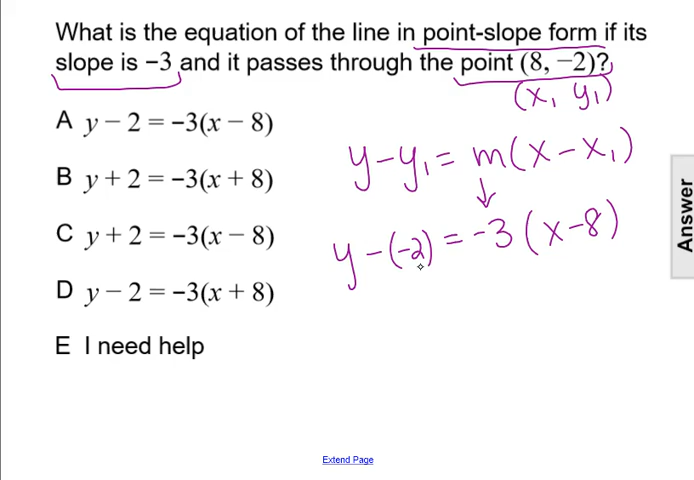 What is the equation of the line in point-slope form if its
slope is −3 and it passes through the point (8, −2)?
(x₁ y₁)
A y − 2 = −3(x − 8)
y − y₁ = m(x − x₁)
B y + 2 = −3(x + 8)
C y + 2 = −3(x − 8)
y − (−2) = −3 (x − 8)
D y − 2 = −3(x + 8)
E I need help
Answer
Extend Page